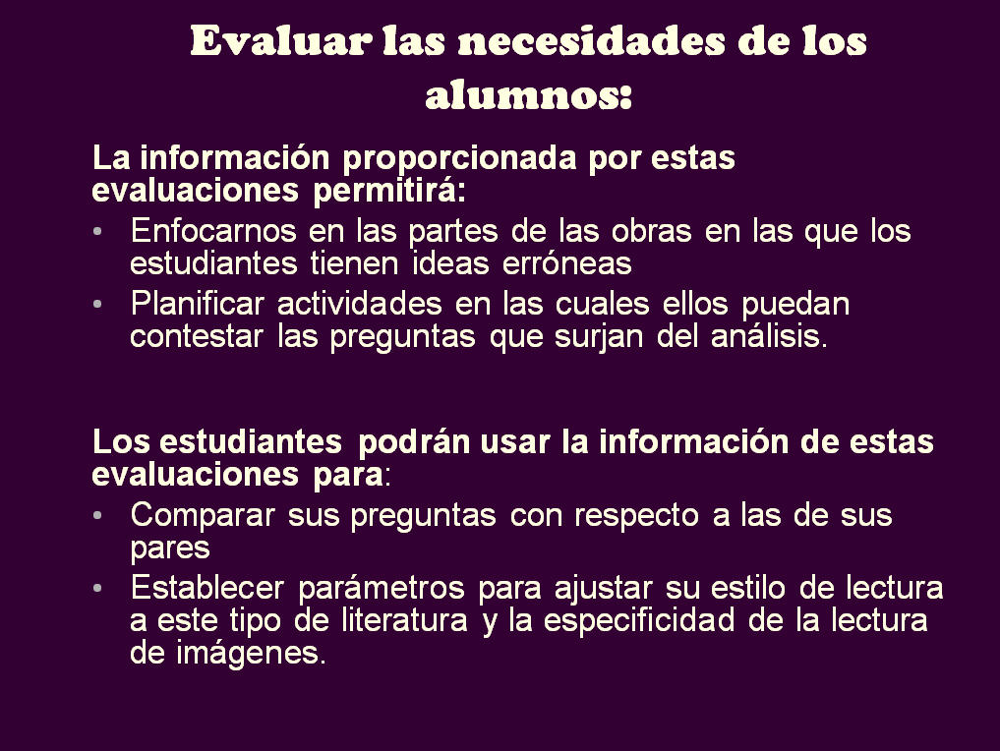 Evaluar las necesidades de los
alumnos:
La información proporcionada por estas
evaluaciones permitirá:
• Enfocarnos en las partes de las obras en las que los
estudiantes tienen ideas erróneas
• Planificar actividades en las cuales ellos puedan
contestar las preguntas que surjan del análisis.
Los estudiantes podrán usar la información de estas
evaluaciones para:
• Comparar sus preguntas con respecto a las de sus
pares
• Establecer parámetros para ajustar su estilo de lectura
a este tipo de literatura y la especificidad de la lectura
de imágenes.